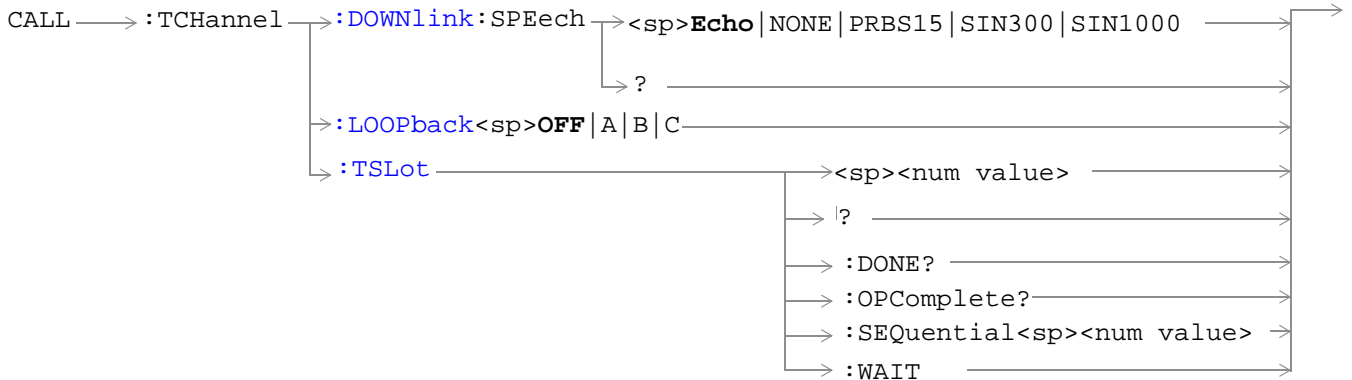 CALL :TCHannel :DOWNlink:SPEech <sp>Echo|NONE|PRBS15|SIN300|SIN1000
?
:LOOPback<sp>OFF|A|B|C
:TSLot <sp><num value>
?
:DONE?
:OPComplete?
:SEQuential<sp><num value>
:WAIT